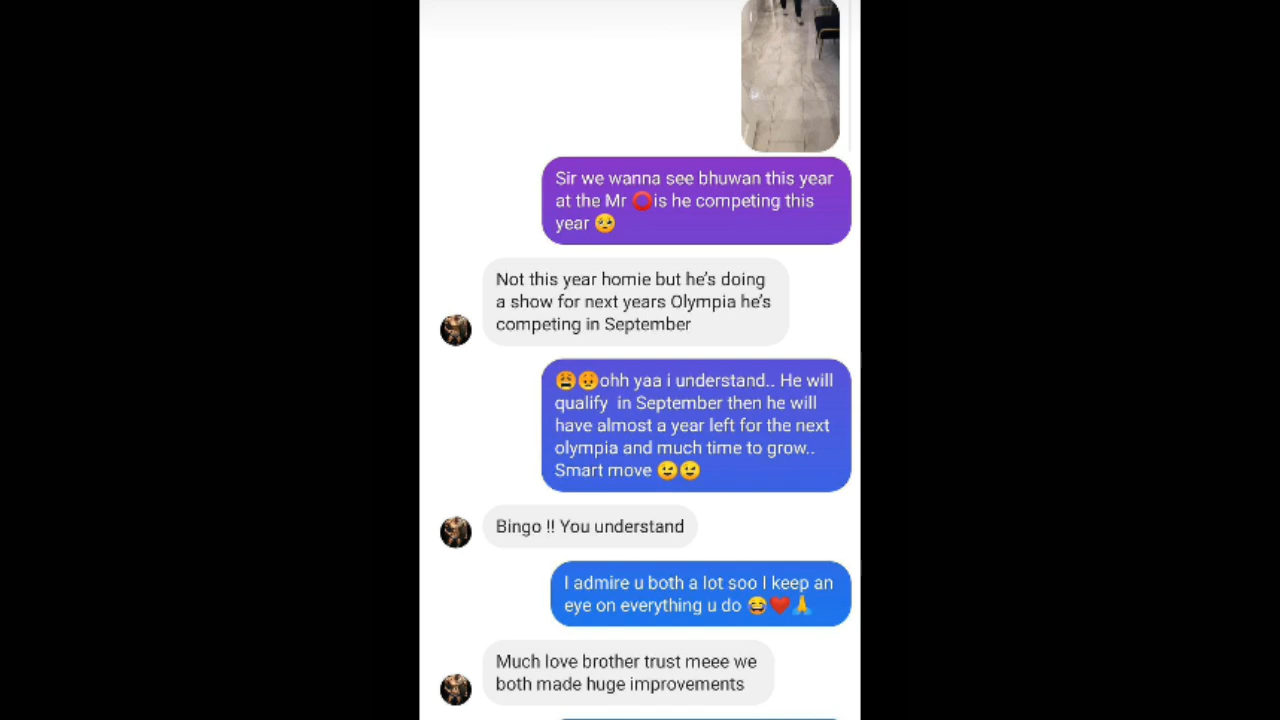 Sir we wanna see bhuwan this year
at the Mr ⭕is he competing this
year 🥺
Not this year homie but he's doing
a show for next years Olympia he's
competing in September
😩😡ohh yaa i understand.. He will
qualify  in September then he will
have almost a year left for the next
olympia and much time to grow..
Smart move 😉😉
Bingo !! You understand
I admire u both a lot soo I keep an
eye on everything u do 😂❤️🙏
Much love brother trust meee we
both made huge improvements